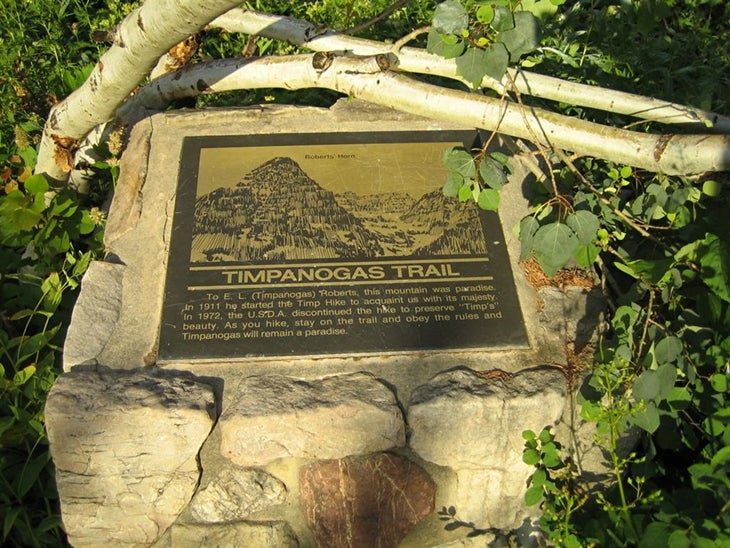 Roberts' Horn
TIMPANOGAS TRAIL
To E. L. (Timpanogas) Roberts, this mountain was paradise.
In 1911 he started the Timp Hike to acquaint us with its majesty.
In 1972, the U.S.D.A. discontinued the hike to preserve "Timp's"
beauty. As you hike, stay on the trail and obey the rules and
Timpanogas will remain a paradise.